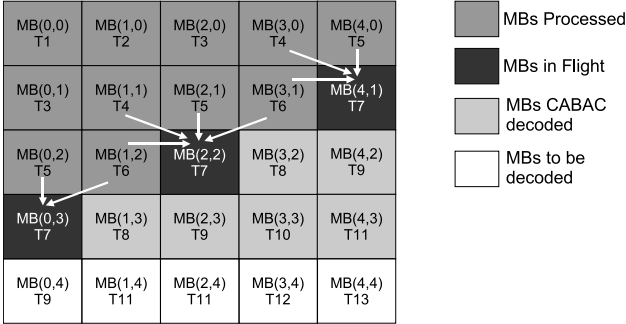 MB(0,0) MB(1,0) MB(2,0) MB(3,0) MB(4,0)
T1 T2 T3 T4 T5
MB(0,1) MB(1,1) MB(2,1) MB(3,1) MB(4,1)
T3 T4 T5 T6 T7
MB(0,2) MB(1,2) MB(2,2) MB(3,2) MB(4,2)
T5 T6 T7 T8 T9
MB(0,3) MB(1,3) MB(2,3) MB(3,3) MB(4,3)
T7 T8 T9 T10 T11
MB(0,4) MB(1,4) MB(2,4) MB(3,4) MB(4,4)
T9 T11 T11 T12 T13
MBs Processed
MBs in Flight
MBs CABAC
decoded
MBs to be
decoded